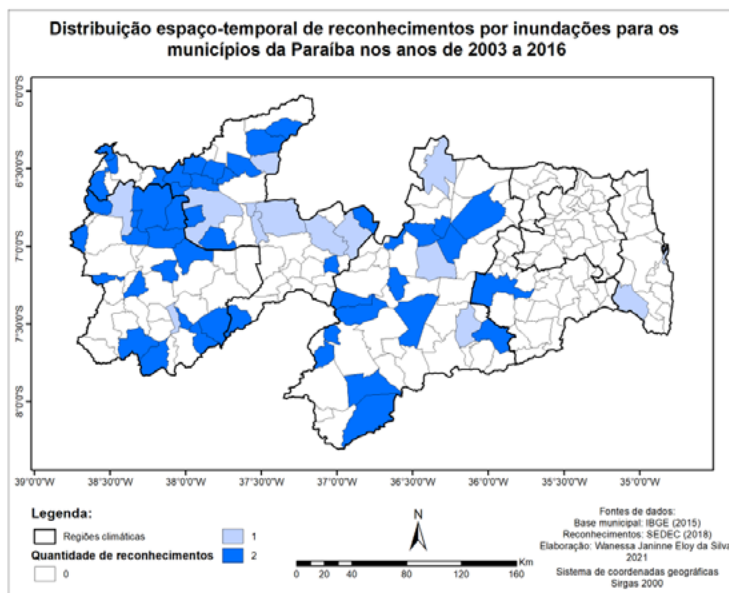 Distribuição espaço-temporal de reconhecimentos por inundações para os
municípios da Paraíba nos anos de 2003 a 2016
6°0'0"S
6°30'0"S
7°0'0"S
7°30'0"S
8°0'0"S
39°0'0"W 38°30'0"W 38°0'0"W 37°30'0"W 37°0'0"W 36°30'0"W 36°0'0"W 35°30'0"W 35°0'0"W
Legenda:
Regiões climáticas
Quantidade de reconhecimentos
0
1
2
N
Km
0 10 20 40 80 120 160
Fontes de dados:
Base municipal: IBGE (2015)
Reconhecimentos: SEDEC (2018)
Elaboração: Wanessa Janinne Eloy da Silva
2021
Sistema de coordenadas geográficas
Sirgas 2000